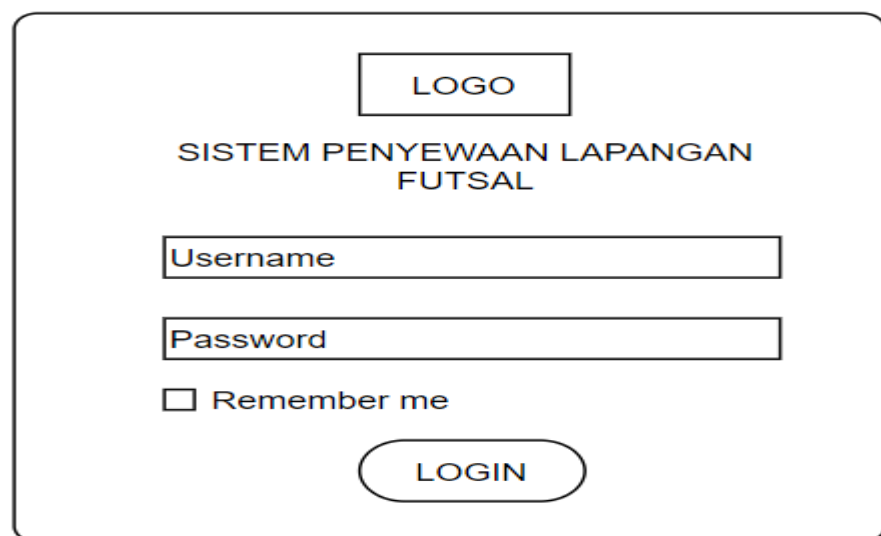 LOGO
SISTEM PENYEWAAN LAPANGAN
FUTSAL
Username
Password
Remember me
LOGIN